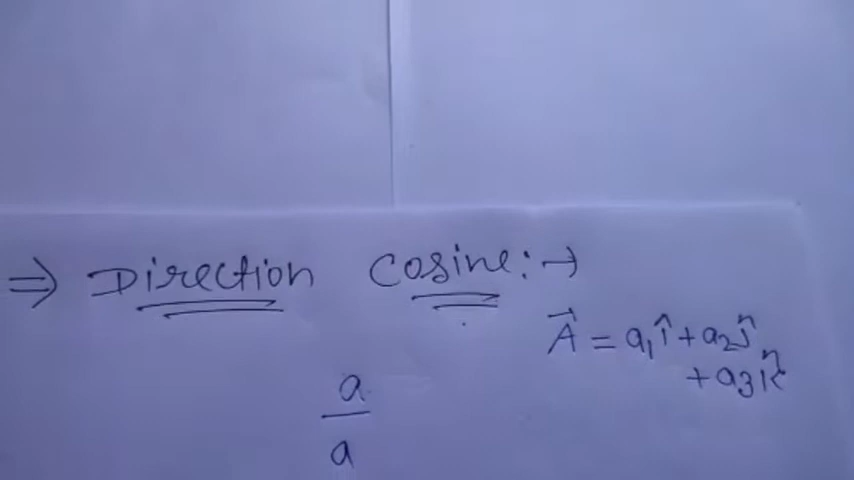 ⇒ Direction Cosine:→
A⃗ = a₁î + a₂ĵ
+ a₃k̂
a
a